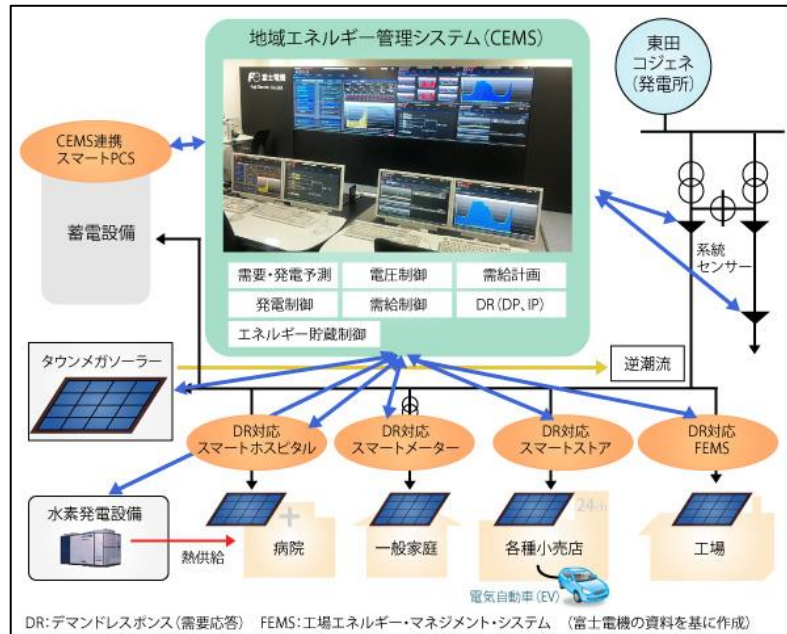 地域エネルギー管理システム(CEMS)
富士電機
東田
コジェネ
(発電所)
CEMS連携
スマートPCS
蓄電設備
系統
センサー
需要・発電予測
電圧制御
需給計画
発電制御
需給制御
DR(DP、IP)
エネルギー貯蔵制御
タウンメガソーラー
逆潮流
DR対応
スマートホスピタル
DR対応
スマートメーター
DR対応
スマートストア
DR対応
FEMS
水素発電設備
熱供給
病院
一般家庭
24
各種小売店
工場
電気自動車(EV)
DR:デマンドレスポンス(需要応答) FEMS:工場エネルギー・マネジメント・システム (富士電機の資料を基に作成)